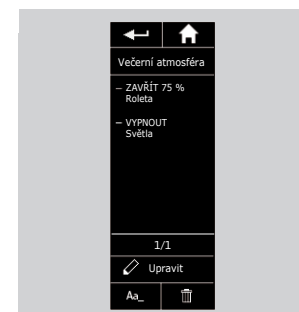 Večerní atmosféra
– ZAVŘÍT 75 %
Roleta
– VYPNOUT
Světla
1/1
Upravit
Aa_